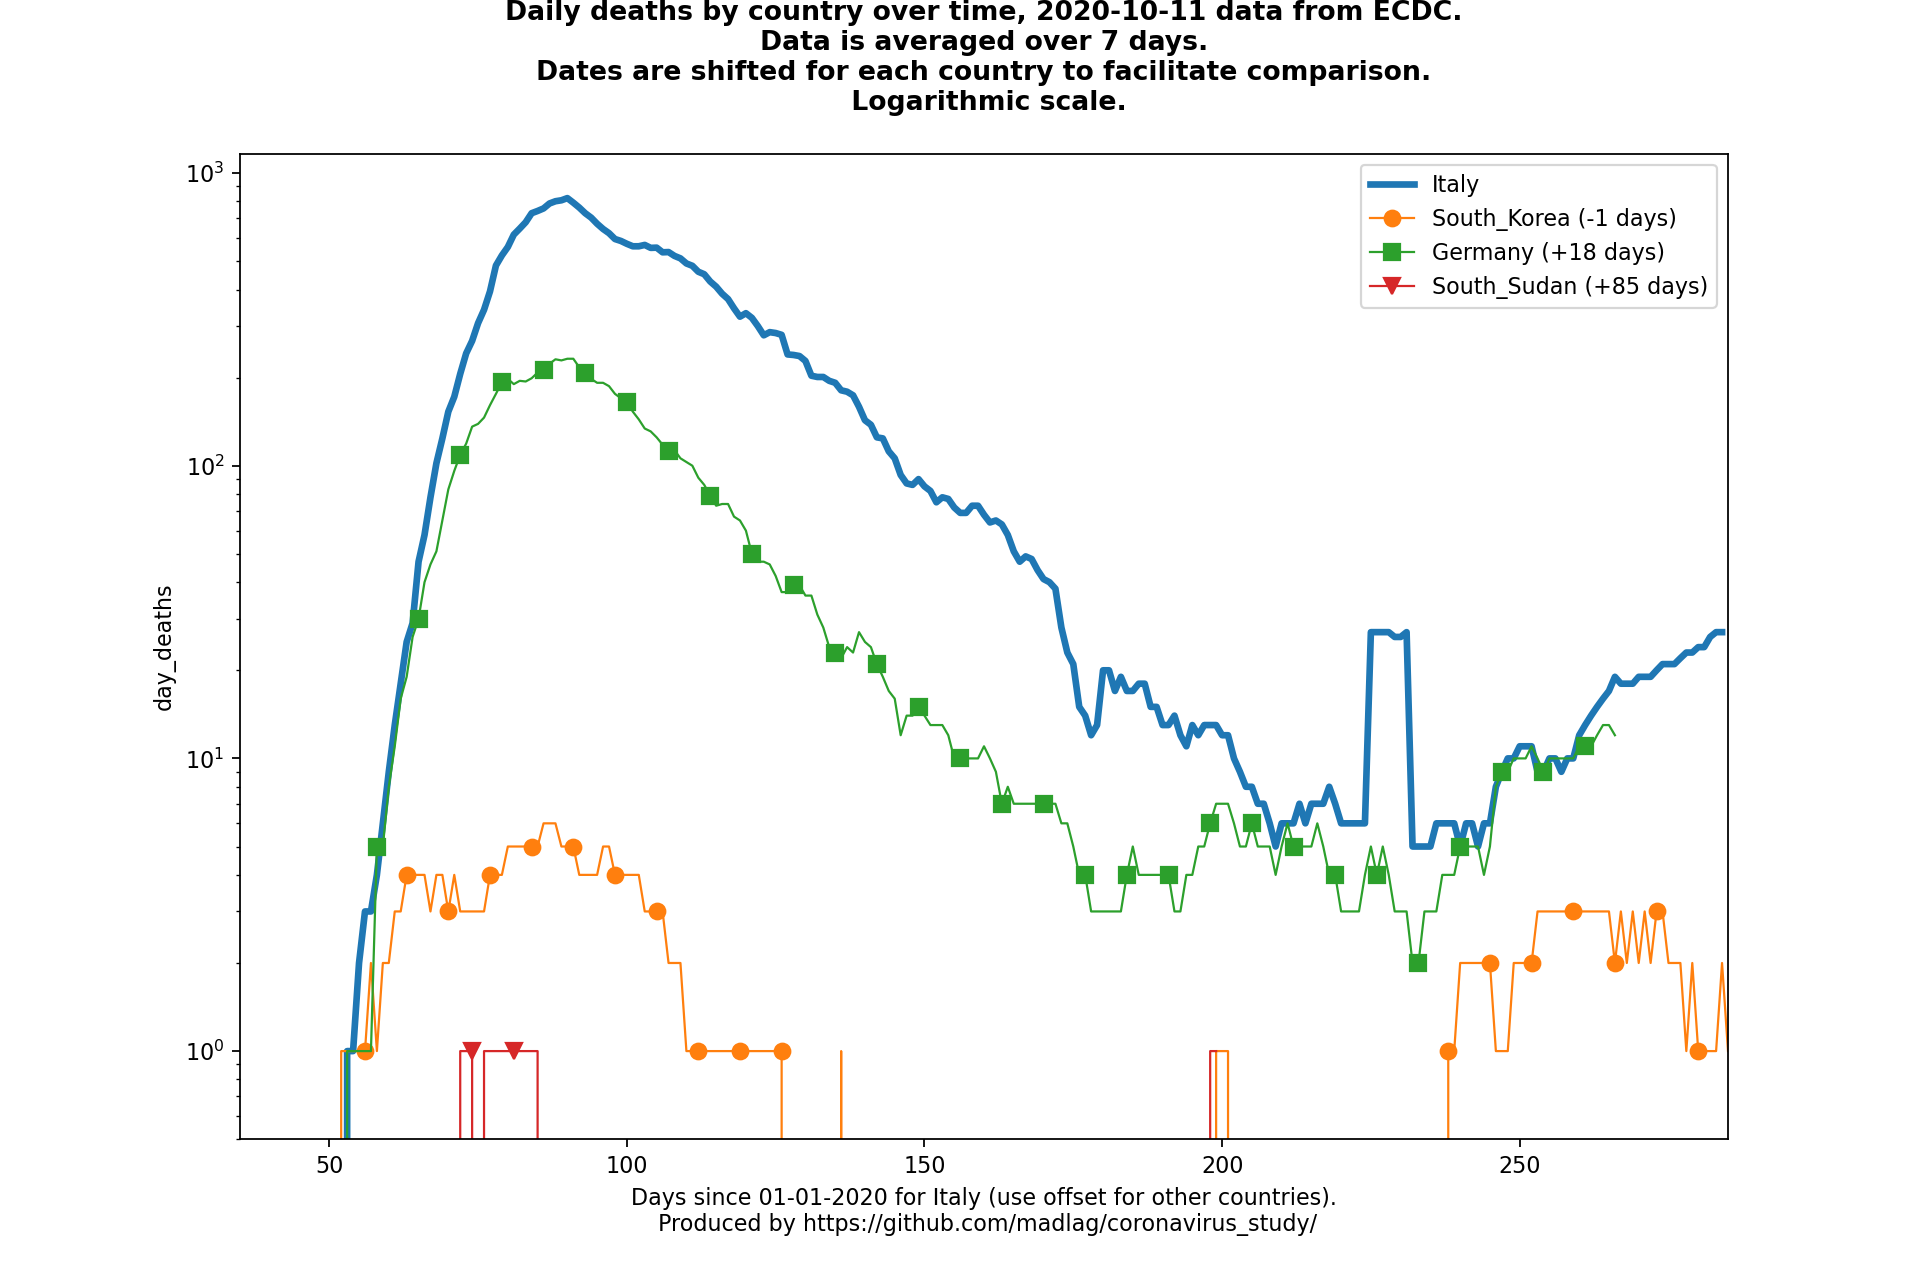 Daily deaths by country over time, 2020-10-11 data from ECDC.
Data is averaged over 7 days.
Dates are shifted for each country to facilitate comparison.
Logarithmic scale.
10³
10²
10¹
10⁰
day_deaths
Italy
South_Korea (-1 days)
Germany (+18 days)
South_Sudan (+85 days)
50 100 150 200 250
Days since 01-01-2020 for Italy (use offset for other countries).
Produced by https://github.com/madlag/coronavirus_study/